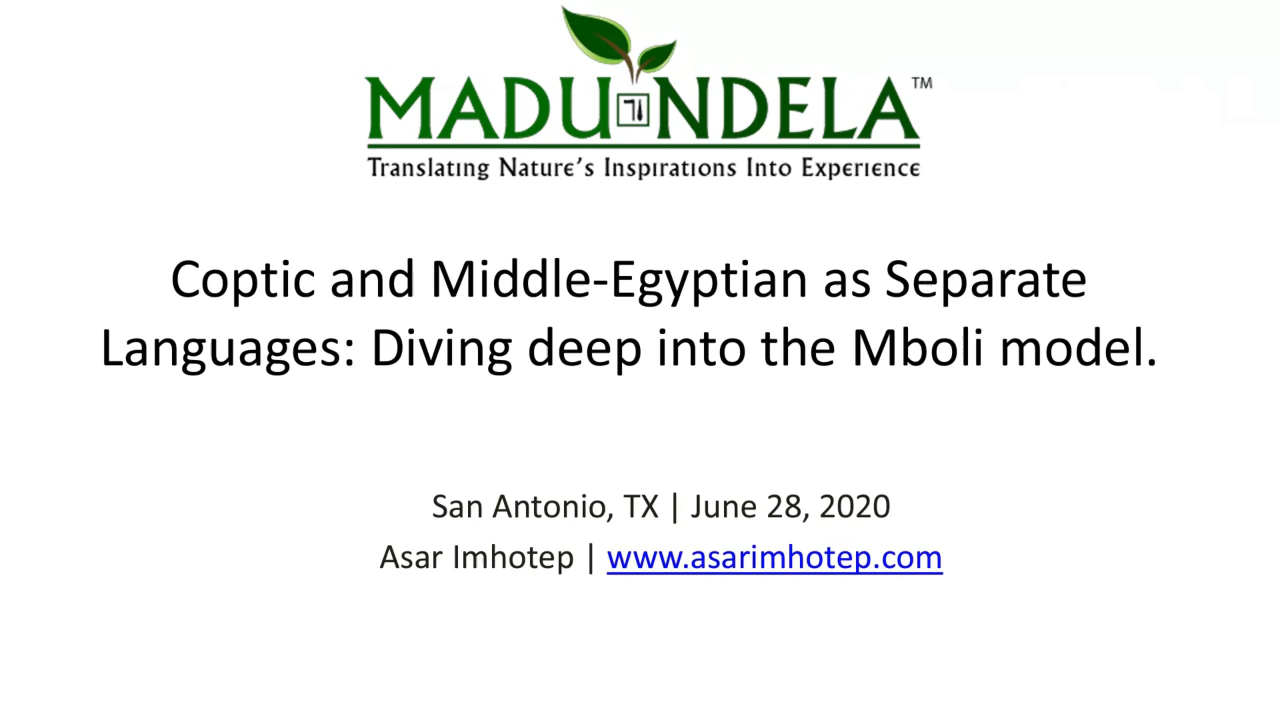 MADU NDELA™
Translating Nature's Inspirations Into Experience
Coptic and Middle-Egyptian as Separate
Languages: Diving deep into the Mboli model.
San Antonio, TX | June 28, 2020
Asar Imhotep | www.asarimhotep.com